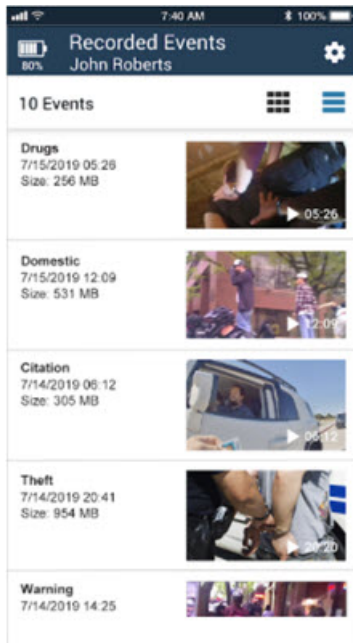 7:40 AM
100%
80%
Recorded Events
John Roberts
10 Events
Drugs
7/15/2019 05:26
Size: 256 MB
05:26
Domestic
7/15/2019 12:09
Size: 531 MB
12:09
Citation
7/14/2019 06:12
Size: 305 MB
06:12
Theft
7/14/2019 20:41
Size: 954 MB
20:20
Warning
7/14/2019 14:25